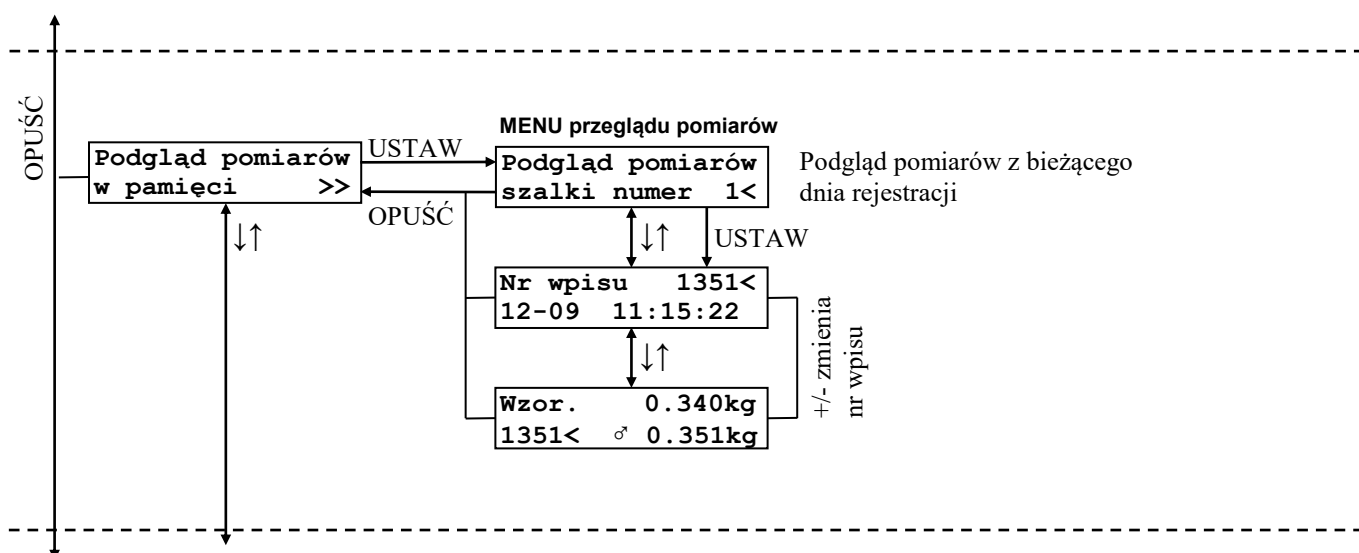 OPUŚĆ
Podgląd pomiarów
w pamięci >>
USTAW
OPUŚĆ
↓↑
MENU przeglądu pomiarów
Podgląd pomiarów
szalki numer 1<
Podgląd pomiarów z bieżącego
dnia rejestracji
↓↑
USTAW
Nr wpisu 1351<
12-09 11:15:22
↓↑
Wzor. 0.340kg
1351< ♂ 0.351kg
+/- zmienia
nr wpisu